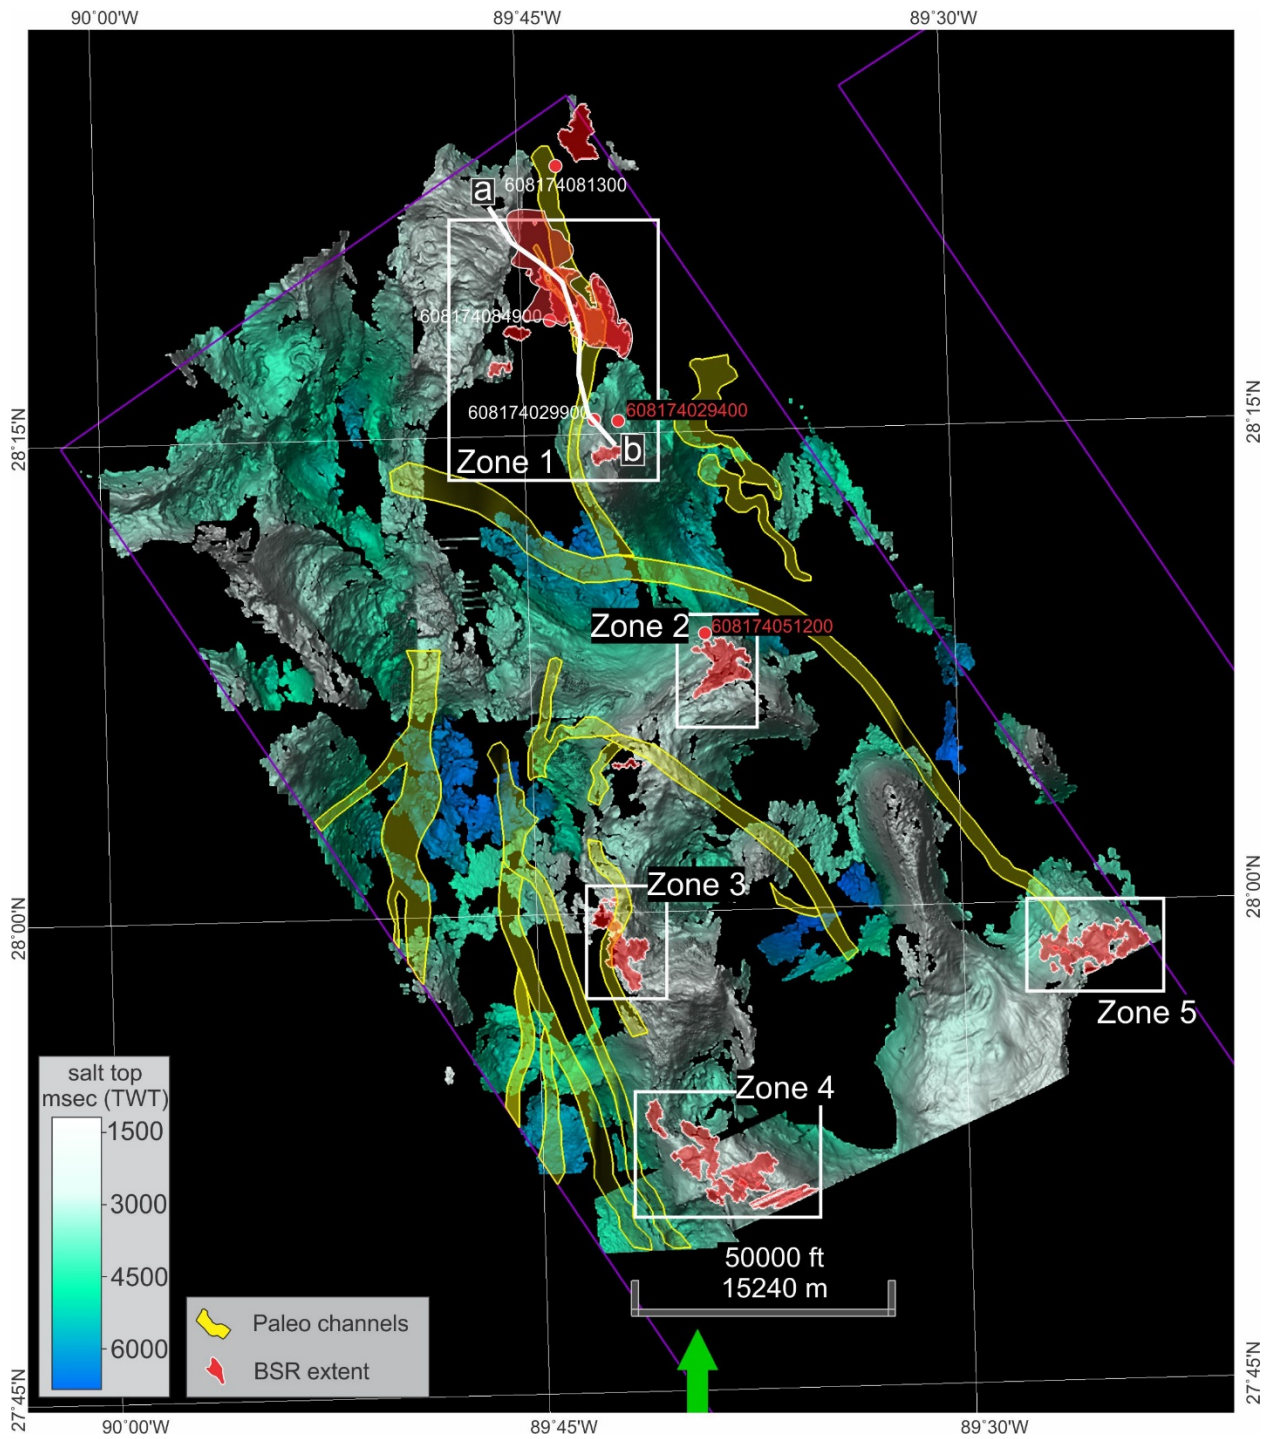 90°00'W
89°45'W
89°30'W
608174081300
a
608174084900
608174029900
608174029400
b
Zone 1
28°15'N
28°15'N
Zone 2
608174051200
Zone 3
28°00'N
28°00'N
Zone 5
Zone 4
salt top
msec (TWT)
1500
3000
4500
6000
50000 ft
15240 m
Paleo channels
BSR extent
27°45'N
27°45'N
90°00'W
89°45'W
89°30'W